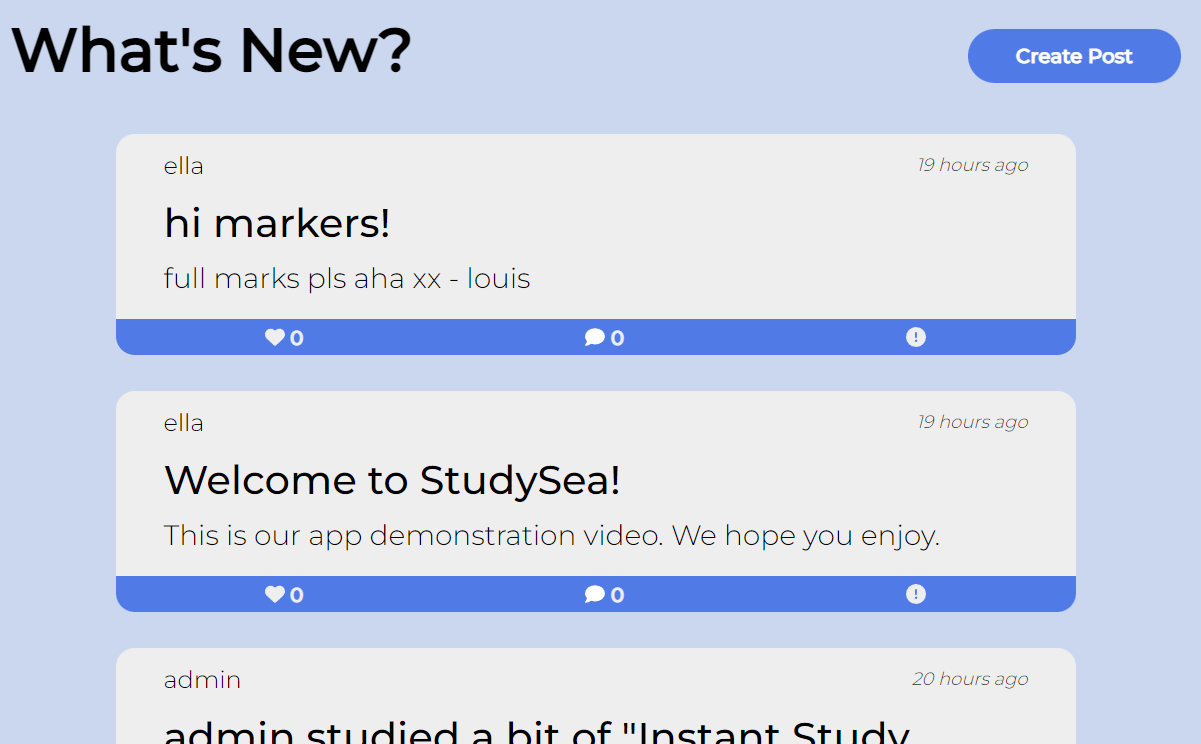 What's New?
Create Post
ella
19 hours ago
hi markers!
full marks pls aha xx - louis
0
0
ella
19 hours ago
Welcome to StudySea!
This is our app demonstration video. We hope you enjoy.
0
0
admin
20 hours ago
admin studied a bit of "Instant Study